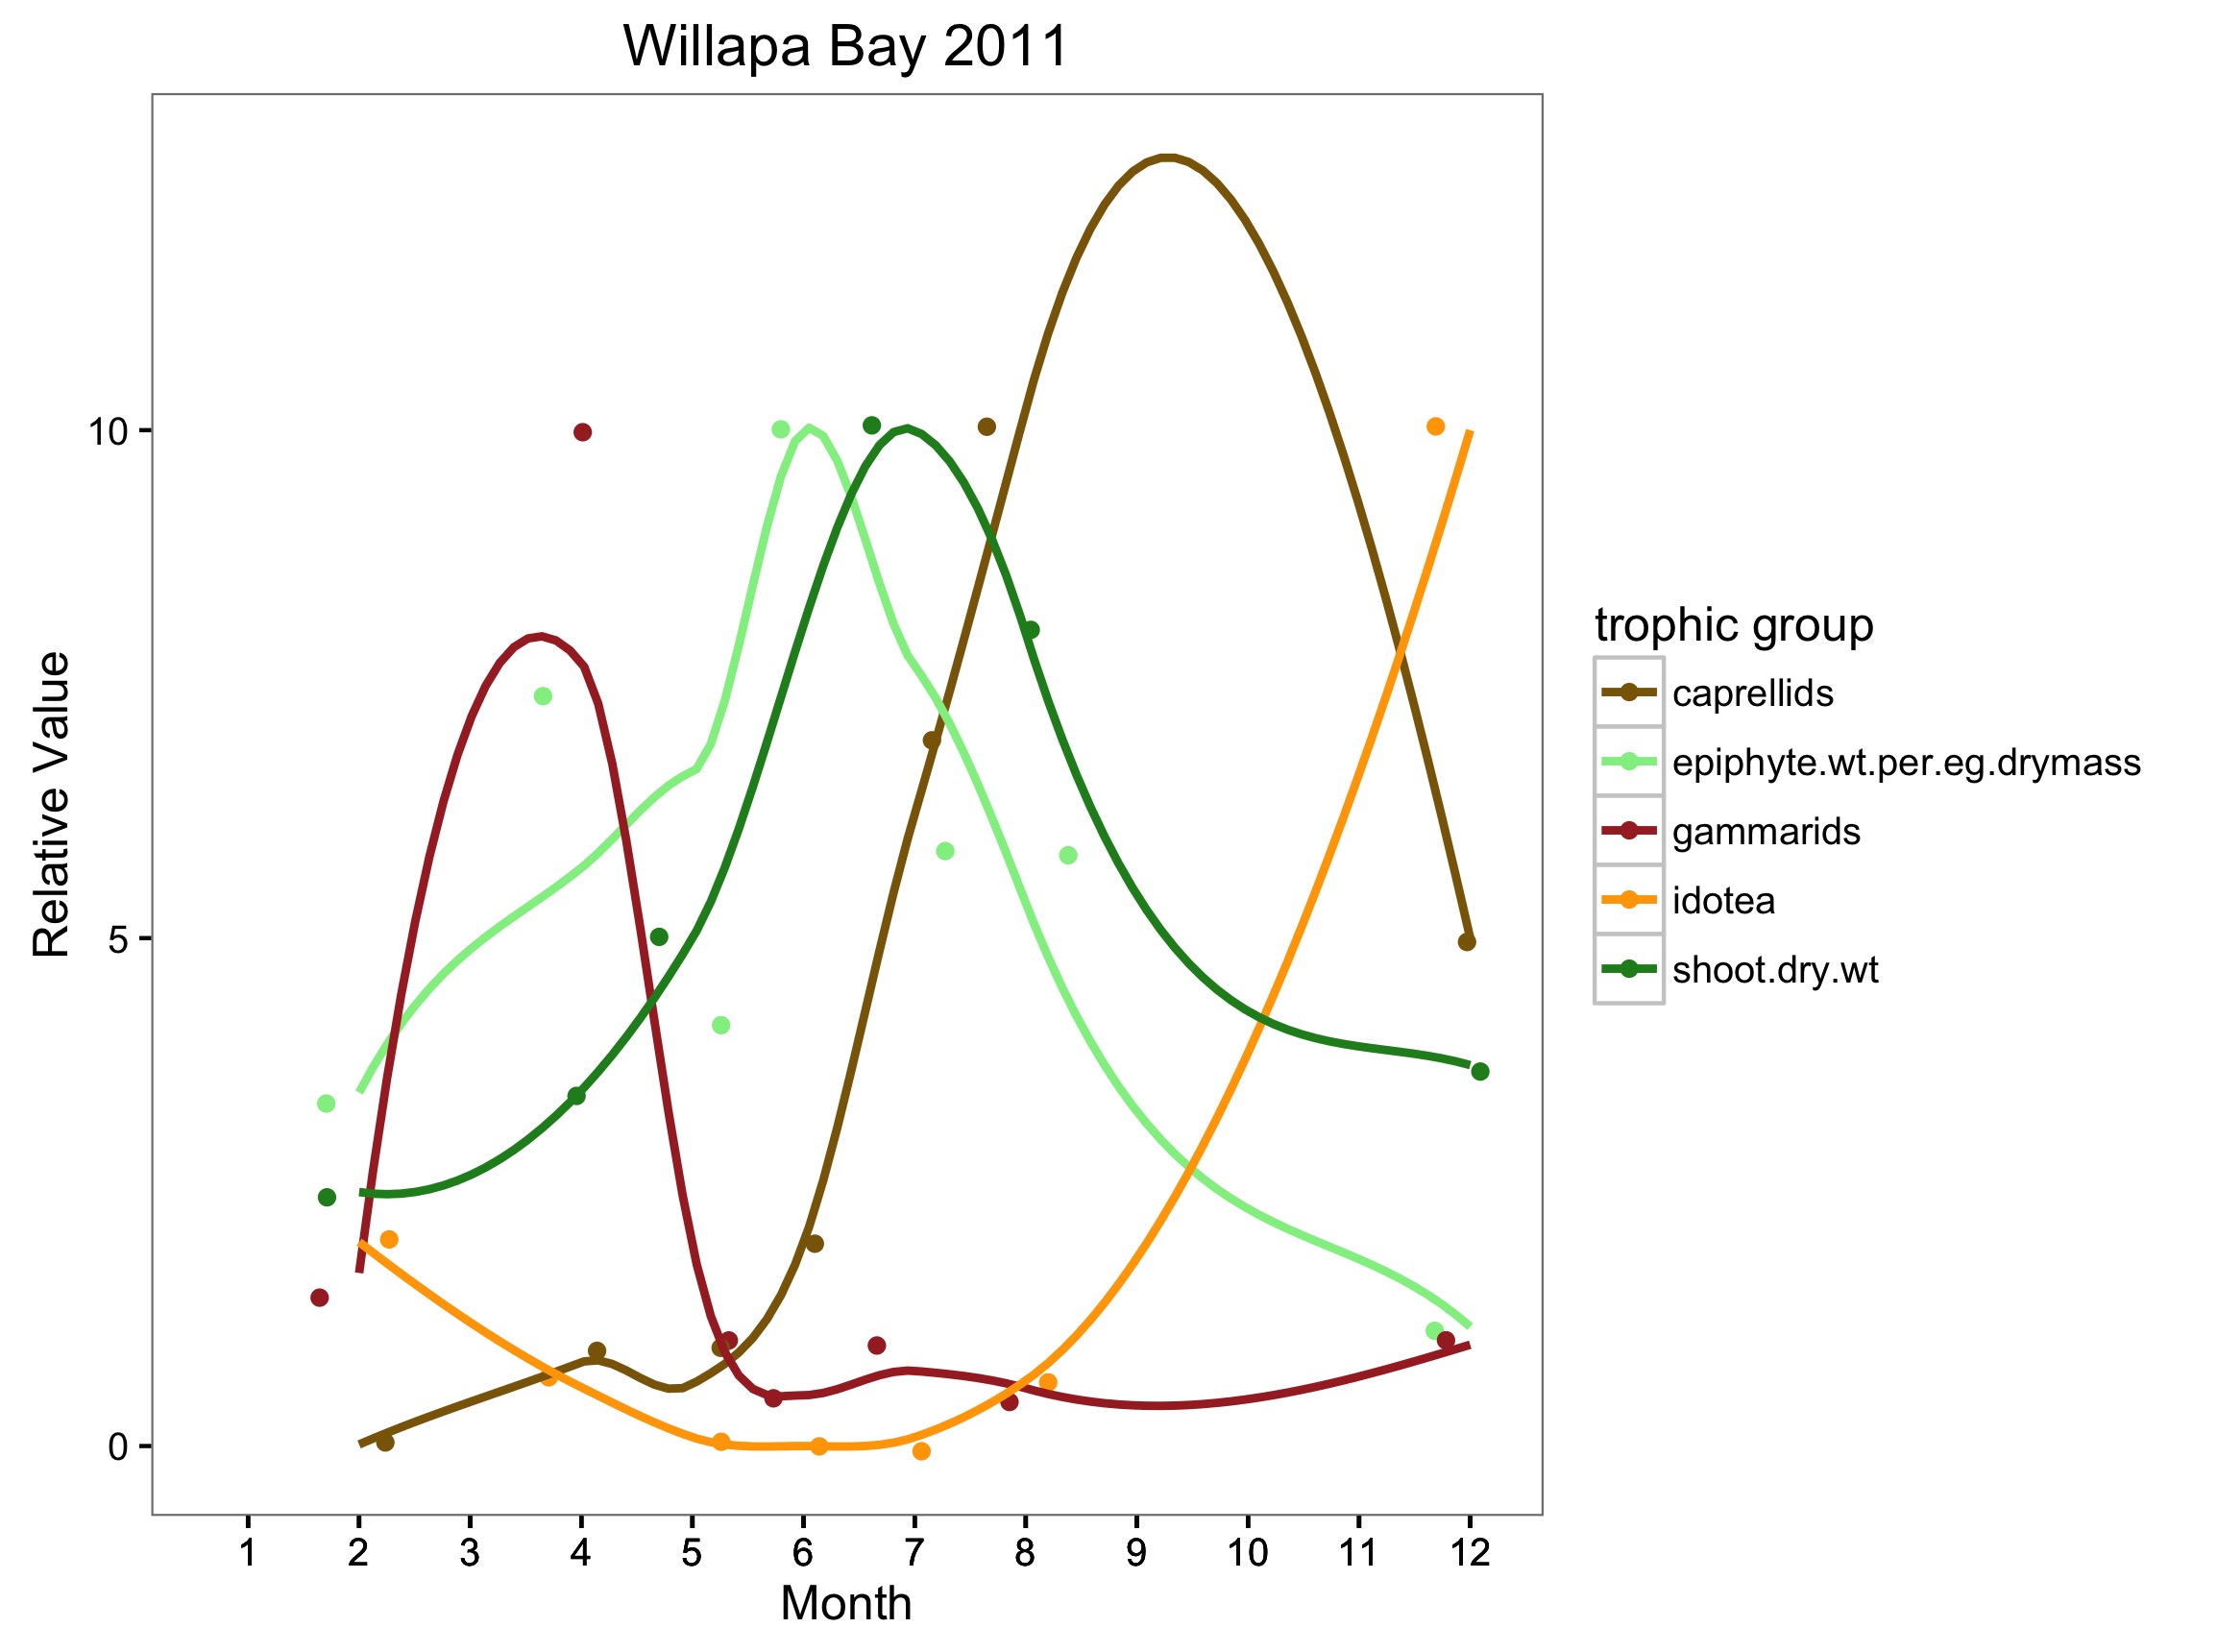 Willapa Bay 2011
Relative Value
10
5
0
1 2 3 4 5 6 7 8 9 10 11 12
Month
trophic group
caprellids
epiphyte.wt.per.eg.drymass
gammarids
idotea
shoot.dry.wt